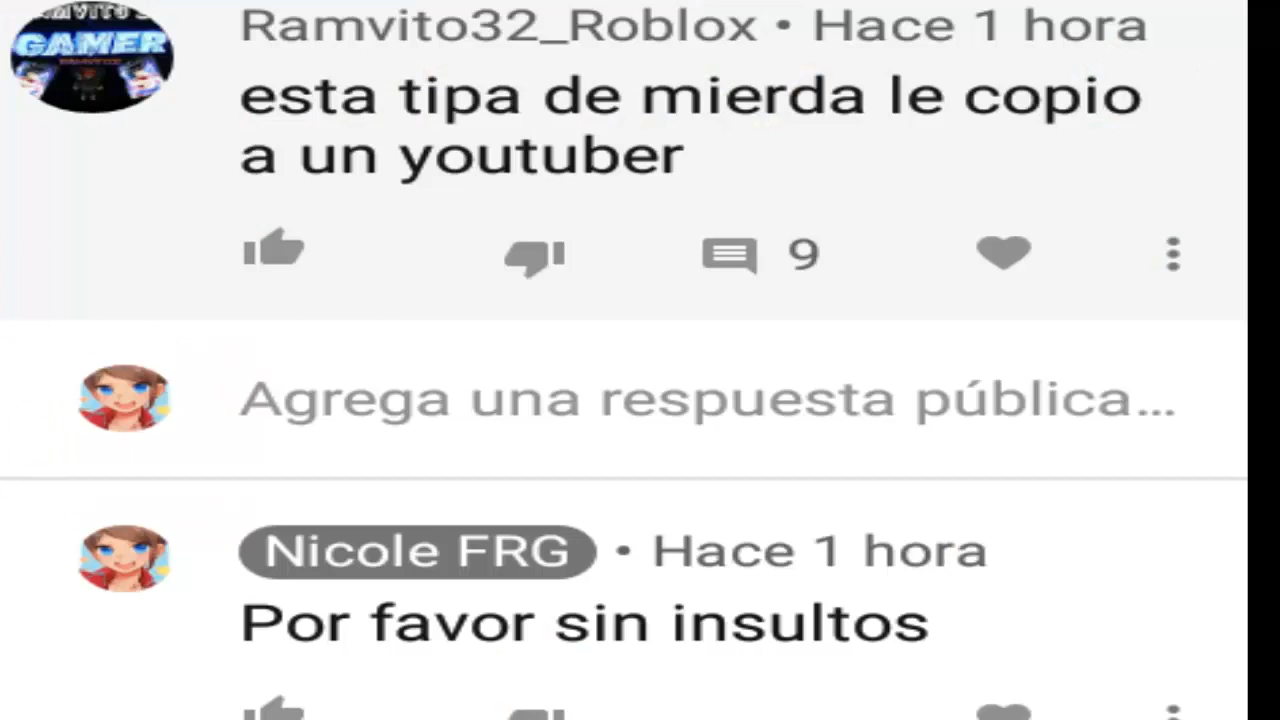 GAMER
Ramvito32_Roblox • Hace 1 hora
esta tipa de mierda le copio
a un youtuber
9
Agrega una respuesta pública...
Nicole FRG • Hace 1 hora
Por favor sin insultos